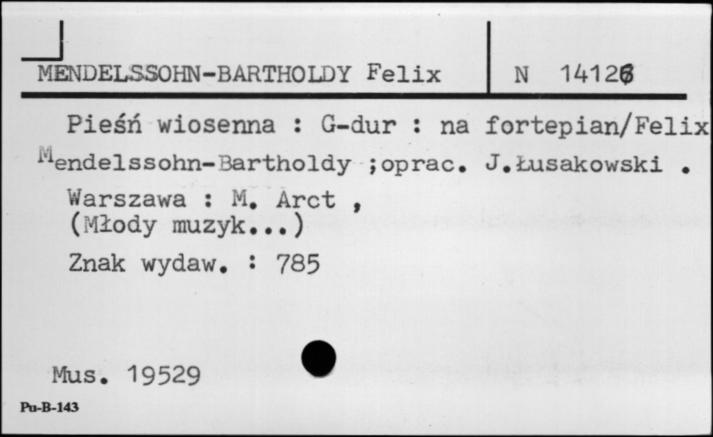 MENDELSSOHN-BARTHOLDY Felix N 14126
Pieśń wiosenna : G-dur : na fortepian/Felix
Mendelssohn-Bartholdy ;oprac. J.Łusakowski .
Warszawa : M. Arct ,
(Młody muzyk...)
Znak wydaw. : 785
Mus. 19529
Pu-B-143